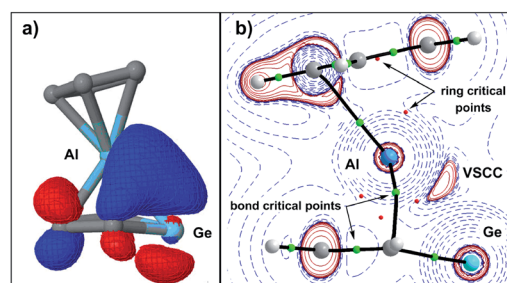 a)
Al
Ge
b)
ring critical
points
Al
VSCC
bond critical points
Ge